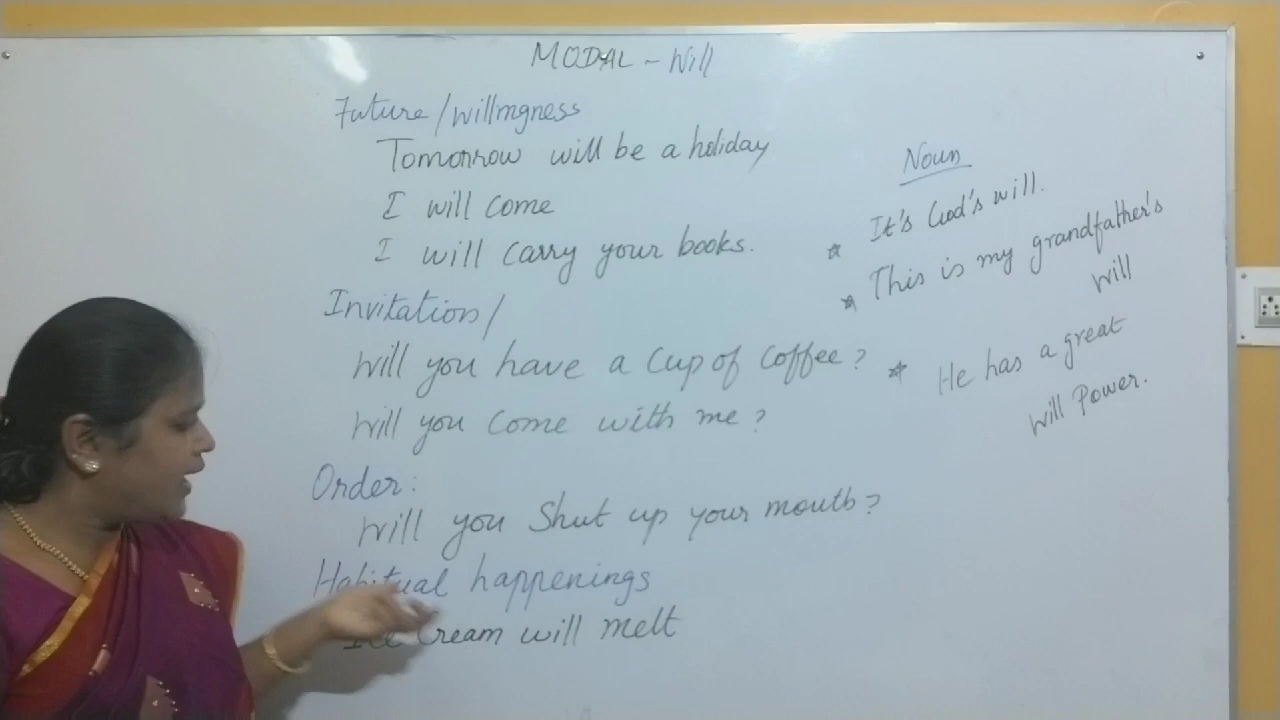 MODAL - Will
Future/willingness
Tomorrow will be a holiday
I will come
I will carry your books.
Invitation/
Will you have a cup of coffee?
Will you come with me?
Order:
Will you Shut up your mouth?
Habitual happenings
Ice Cream will melt
Noun
☆ It's God's will.
☆ This is my grandfather's
will
☆ He has a great
will Power.